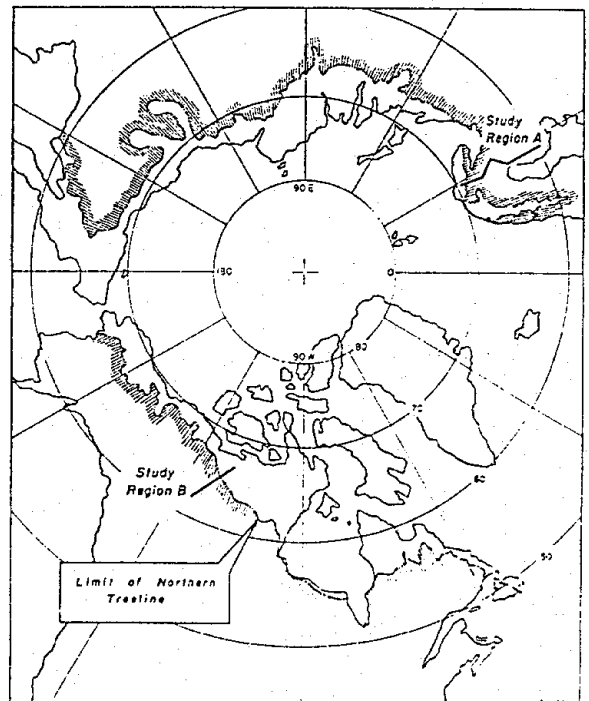 Study
Region A
90 E
180
0
90 W
80
70
60
50
Study
Region B
Limit of Northern
Treeline